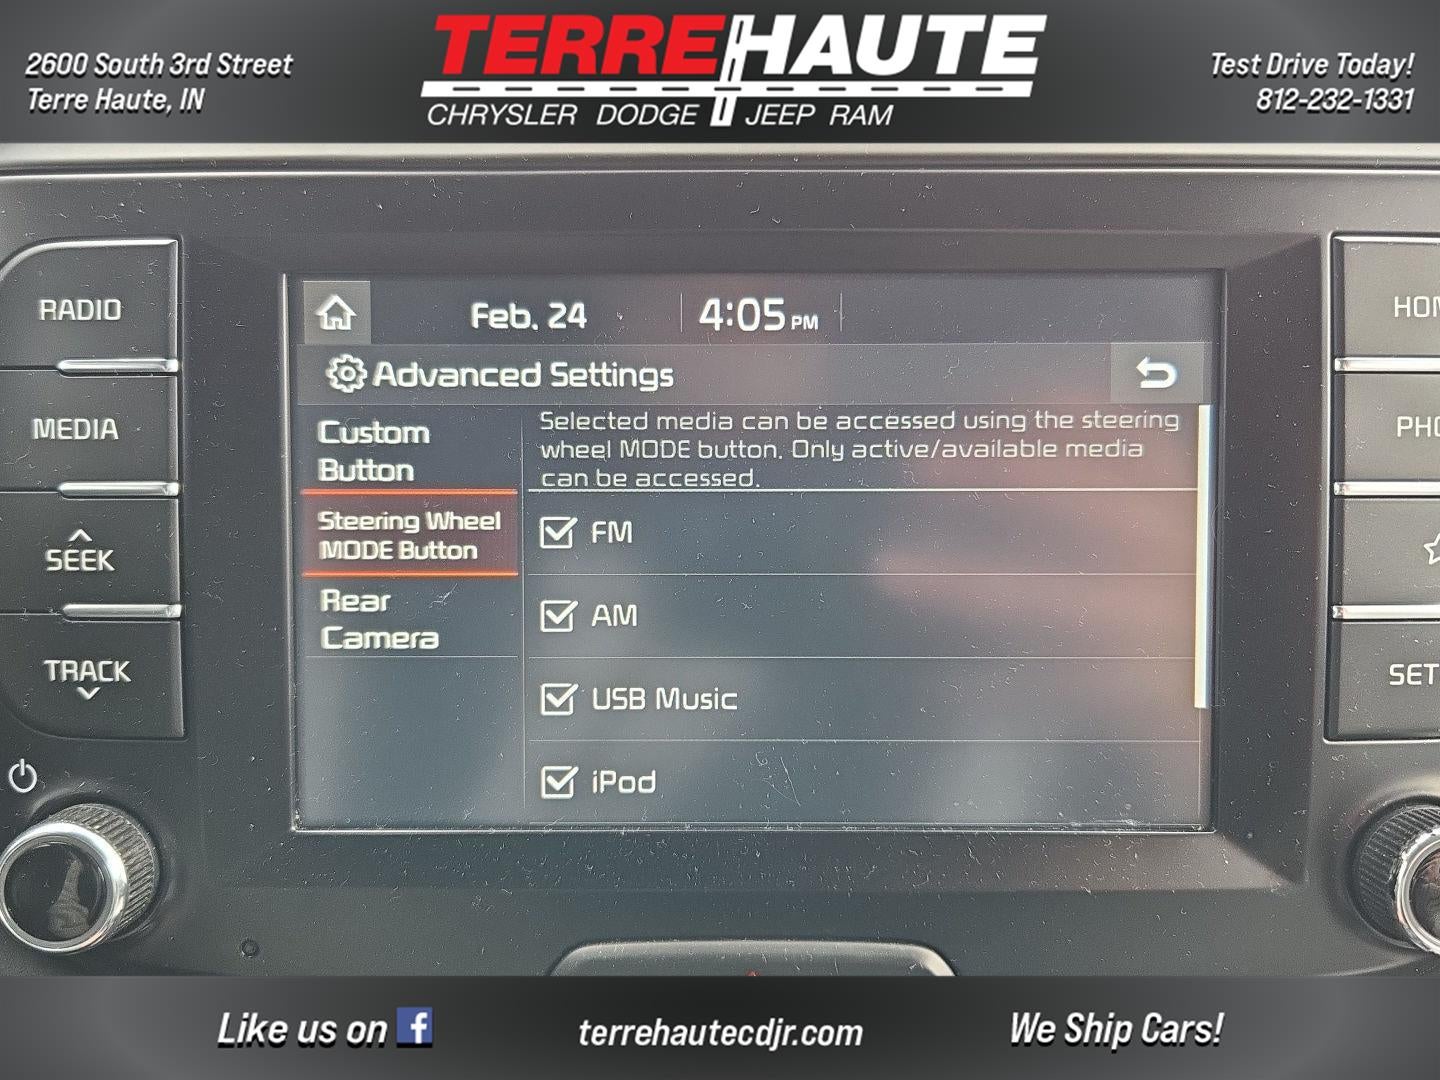 2600 South 3rd Street
Terre Haute, IN
TERRE HAUTE
CHRYSLER DODGE JEEP RAM
Test Drive Today!
812-232-1331
RADIO
MEDIA
SEEK
TRACK
Feb. 24
4:05 PM
Advanced Settings
Custom
Button
Steering Wheel
MODE Button
Rear
Camera
Selected media can be accessed using the steering
wheel MODE button. Only active/available media
can be accessed.
FM
AM
USB Music
iPod
Like us on f
terrehautecdjr.com
We Ship Cars!